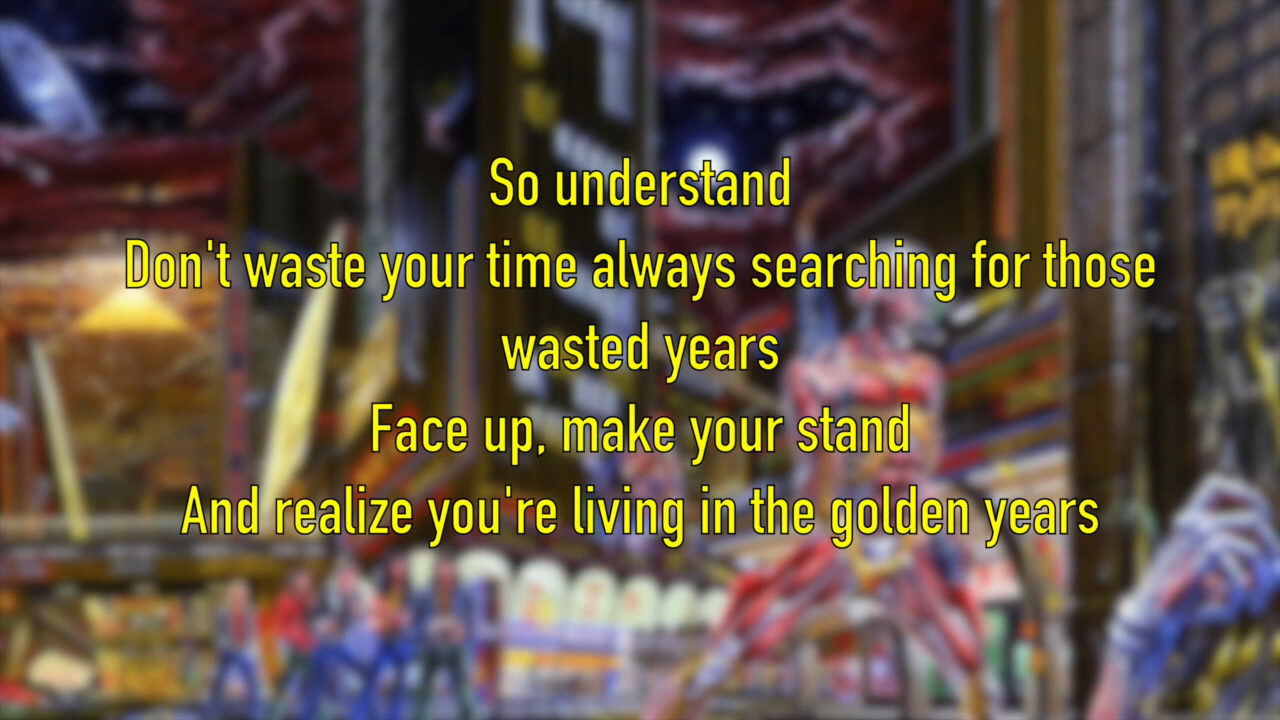 So understand
Don't waste your time always searching for those
wasted years
Face up, make your stand
And realize you're living in the golden years